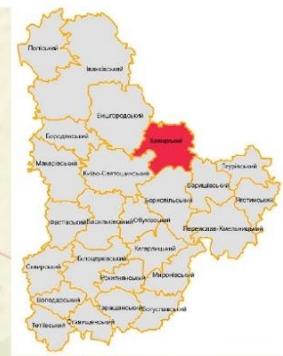 Поліський
Іванківський
Вишгородський
Броварський
Бородянський
Макарівський
Києво-Святошинський
Згурівський
Баришівський
Бориспільський
Яготинський
Фастівський
Васильківський
Обухівський
Переяслав-Хмельницький
Кагарлицький
Сквирський
Білоцерківський
Миронівський
Рокитнянський
Володарський
Таращанський
Богуславський
Тетіївський
Ставищенський